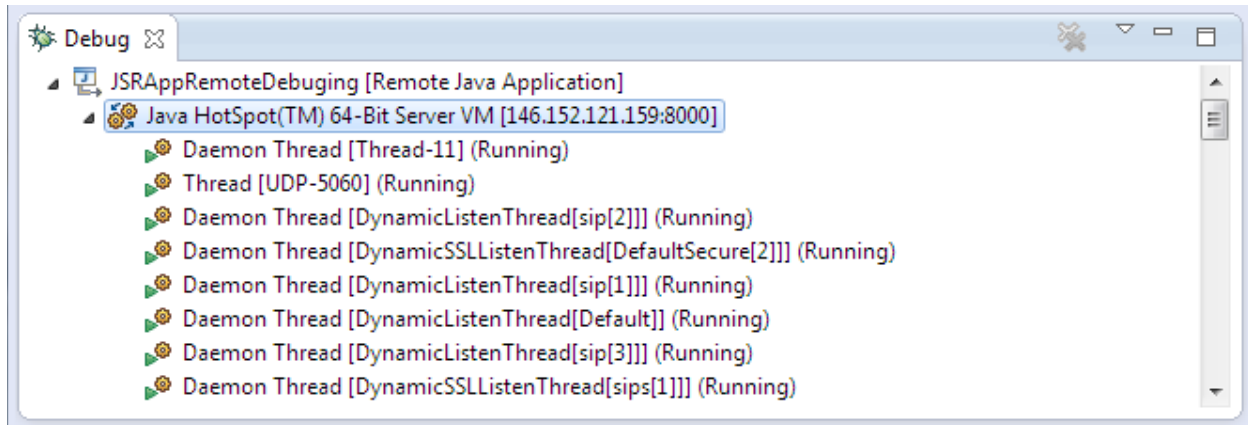 Debug
JSRAppRemoteDebuging [Remote Java Application]
Java HotSpot(TM) 64-Bit Server VM [146.152.121.159:8000]
Daemon Thread [Thread-11] (Running)
Thread [UDP-5060] (Running)
Daemon Thread [DynamicListenThread[sip[2]]] (Running)
Daemon Thread [DynamicSSLListenThread[DefaultSecure[2]]] (Running)
Daemon Thread [DynamicListenThread[sip[1]]] (Running)
Daemon Thread [DynamicListenThread[Default]] (Running)
Daemon Thread [DynamicListenThread[sip[3]]] (Running)
Daemon Thread [DynamicSSLListenThread[sips[1]]] (Running)